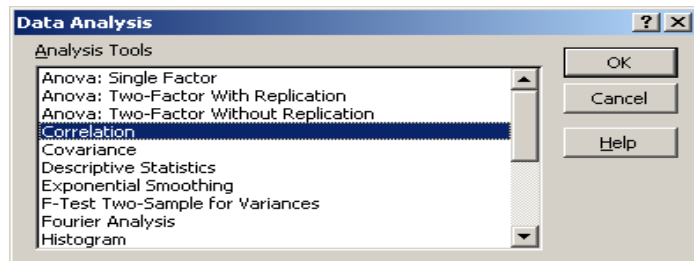 Data Analysis
Analysis Tools
Anova: Single Factor
Anova: Two-Factor With Replication
Anova: Two-Factor Without Replication
Correlation
Covariance
Descriptive Statistics
Exponential Smoothing
F-Test Two-Sample for Variances
Fourier Analysis
Histogram
OK
Cancel
Help